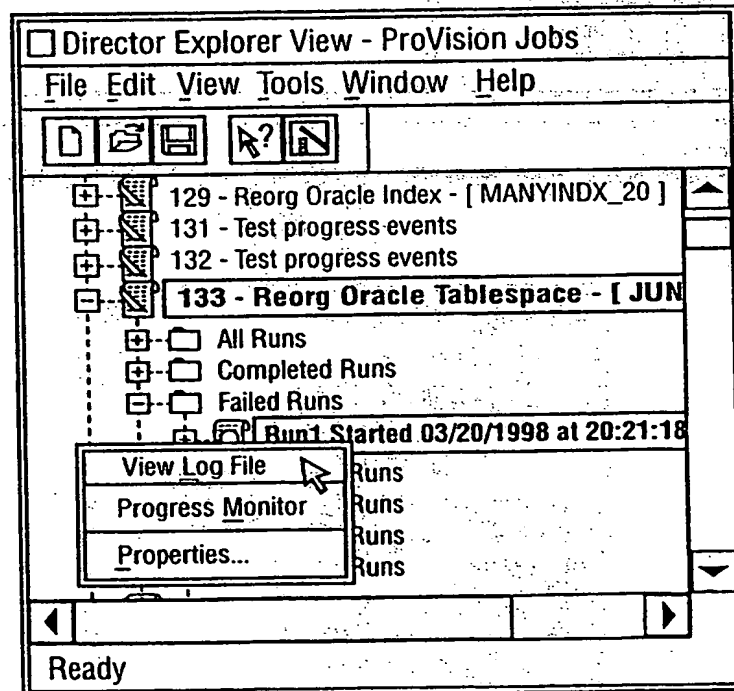 Director Explorer View - ProVision Jobs
File Edit View Tools Window Help
?
129 - Reorg Oracle Index - [ MANYINDX_20 ]
131 - Test progress events
132 - Test progress events
133 - Reorg Oracle Tablespace - [ JUN
All Runs
Completed Runs
Failed Runs
Run1 Started 03/20/1998 at 20:21:18
View Log File
Runs
Progress Monitor
Runs
Runs
Properties...
Runs
Ready